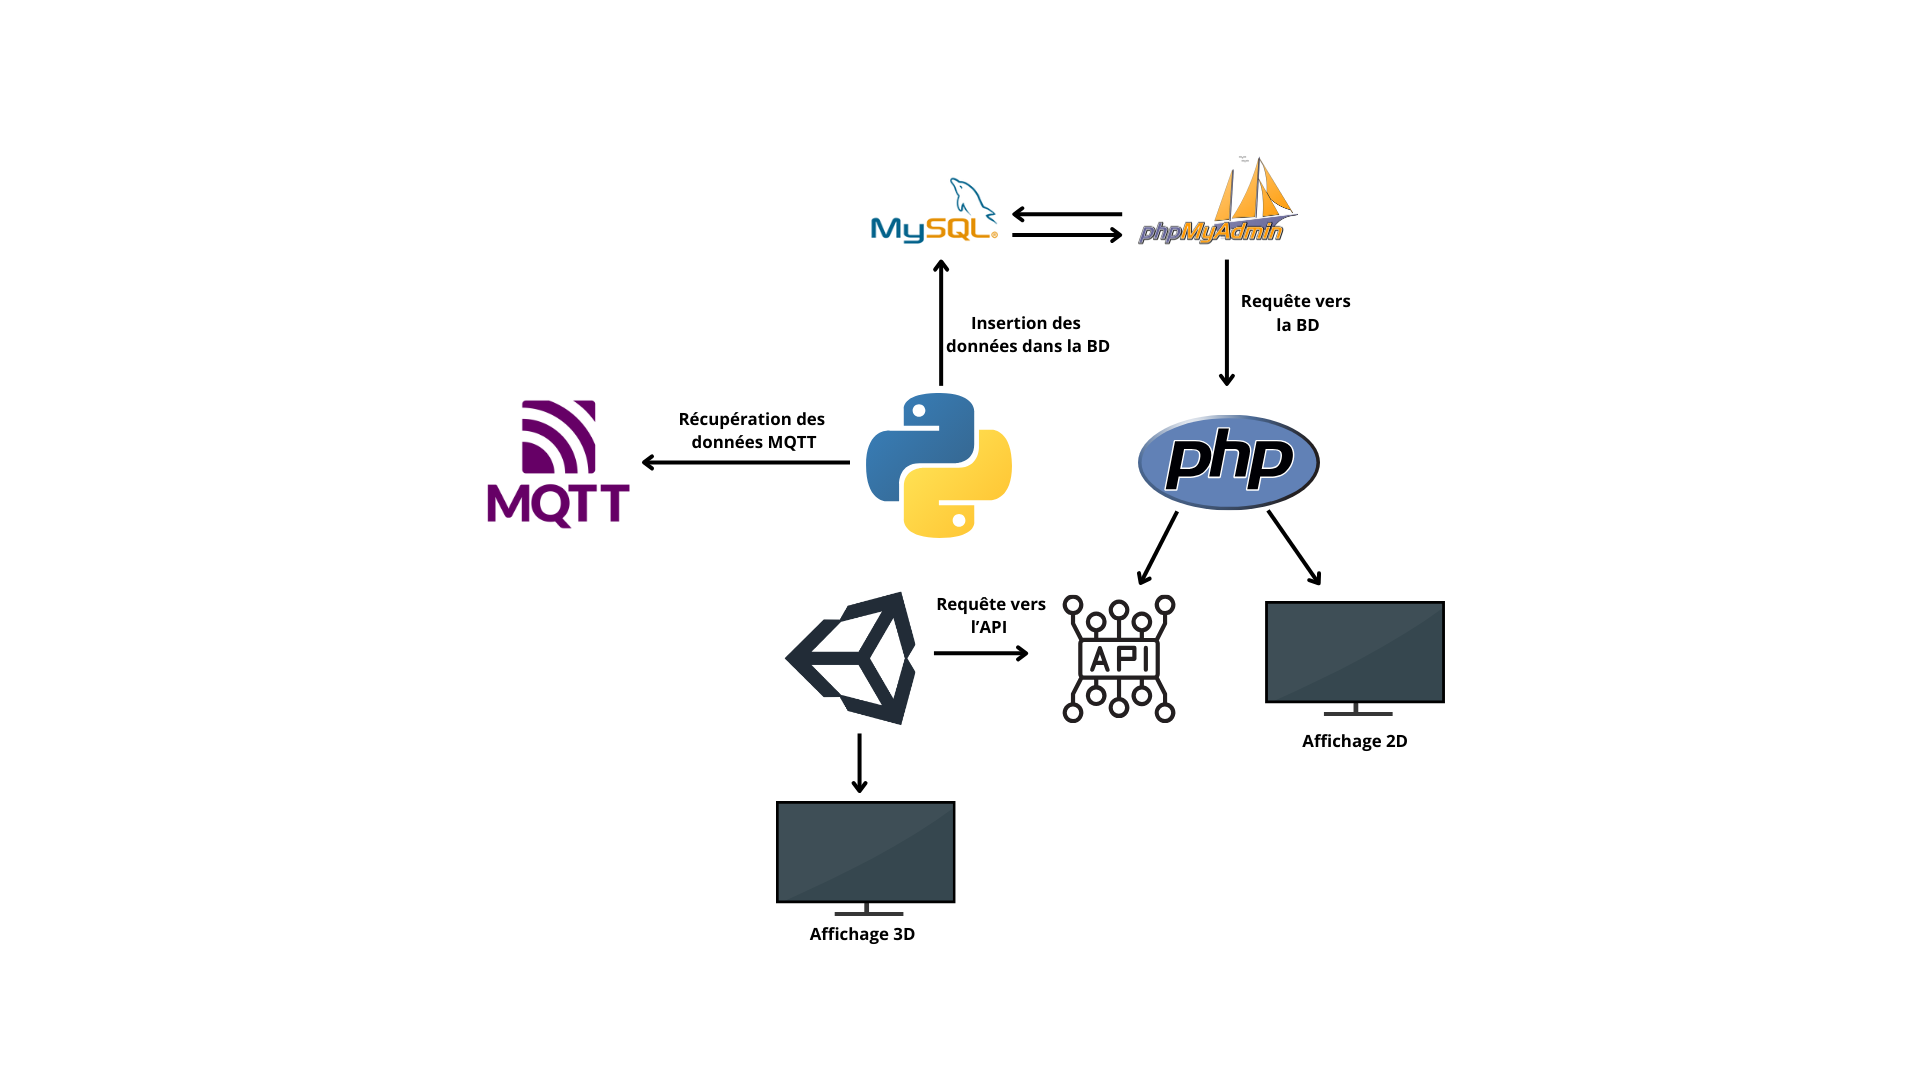 MySQL®
phpMyAdmin
Requête vers
la BD
Insertion des
données dans la BD
Récupération des
données MQTT
MQTT
php
Requête vers
l’API
API
Affichage 2D
Affichage 3D